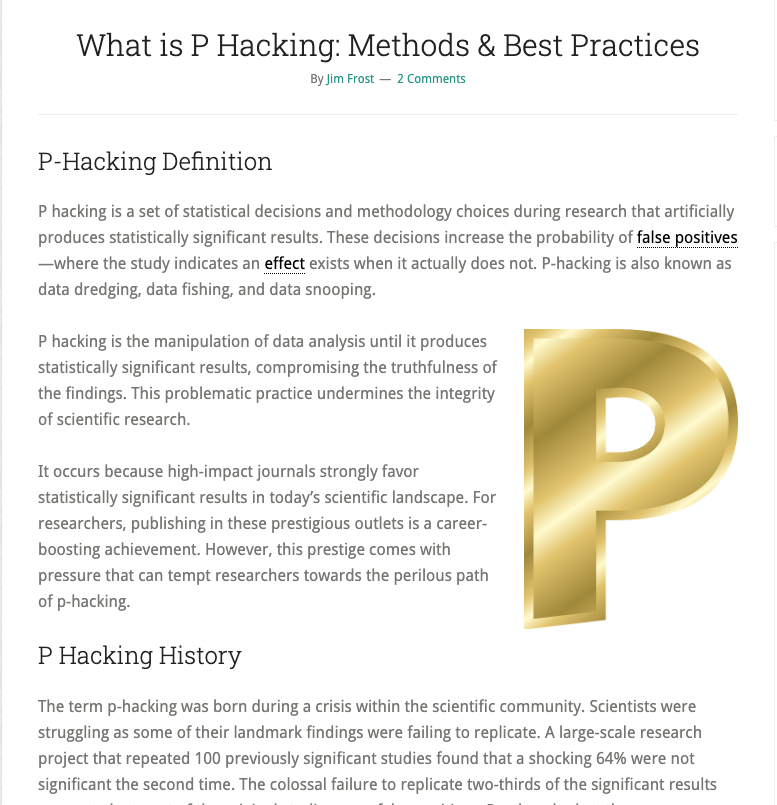 What is P Hacking: Methods & Best Practices
By Jim Frost — 2 Comments
P-Hacking Definition
P hacking is a set of statistical decisions and methodology choices during research that artificially
produces statistically significant results. These decisions increase the probability of false positives
—where the study indicates an effect exists when it actually does not. P-hacking is also known as
data dredging, data fishing, and data snooping.
P hacking is the manipulation of data analysis until it produces
statistically significant results, compromising the truthfulness of
the findings. This problematic practice undermines the integrity
of scientific research.
P
It occurs because high-impact journals strongly favor
statistically significant results in today’s scientific landscape. For
researchers, publishing in these prestigious outlets is a career-
boosting achievement. However, this prestige comes with
pressure that can tempt researchers towards the perilous path
of p-hacking.
P Hacking History
The term p-hacking was born during a crisis within the scientific community. Scientists were
struggling as some of their landmark findings were failing to replicate. A large-scale research
project that repeated 100 previously significant studies found that a shocking 64% were not
significant the second time. The colossal failure to replicate two-thirds of the significant results